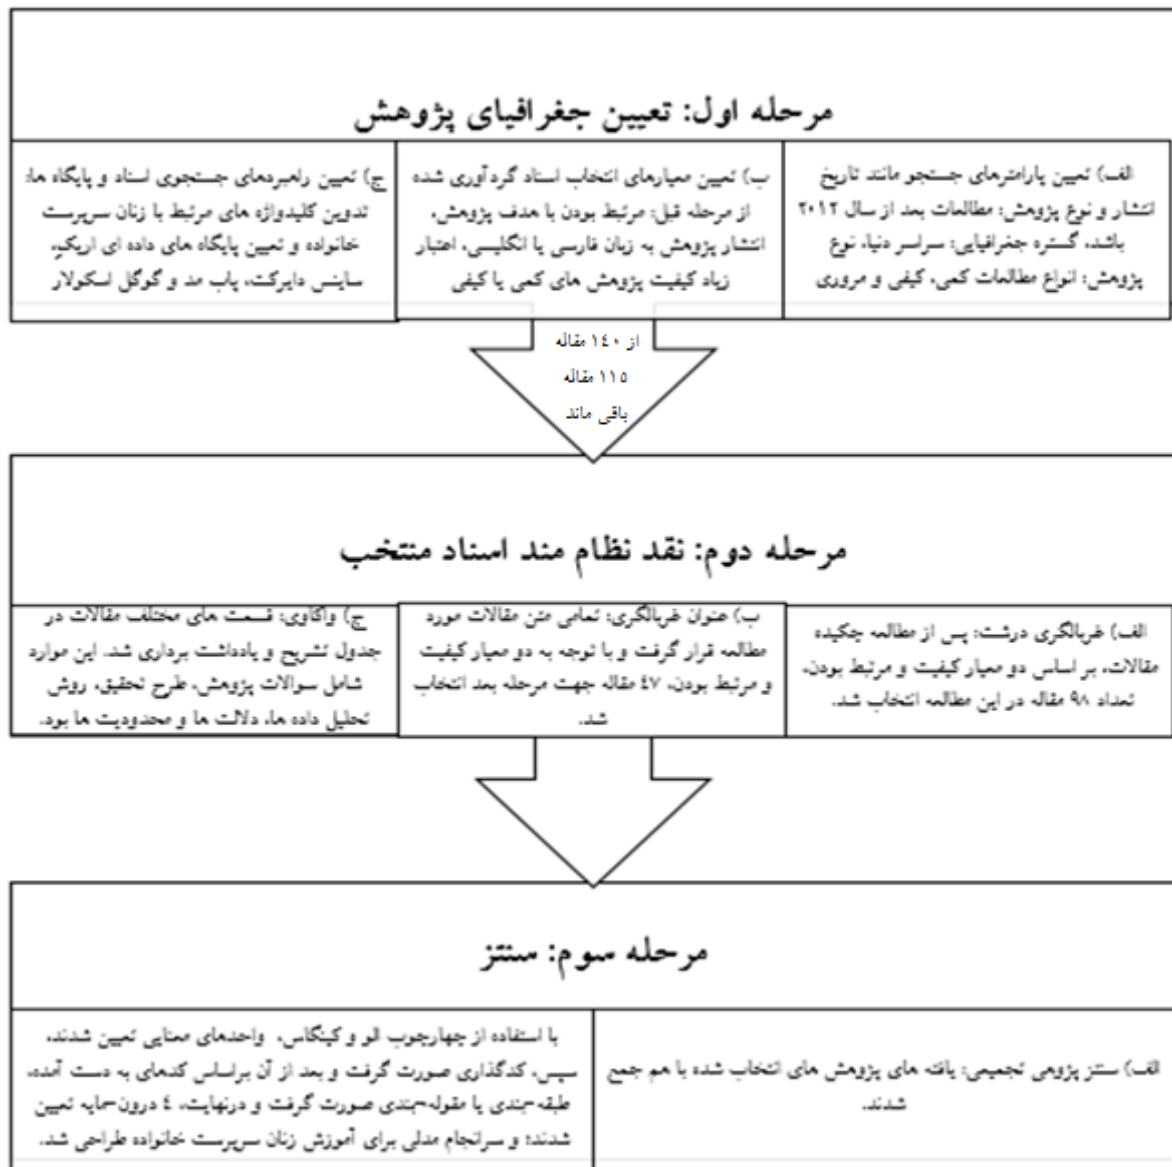 مرحله اول: تعیین جغرافیای پژوهش
الف) تعیین پارامترهای جستجو مانند تاریخ
انتشار و نوع پژوهش: مطالعات بعد از سال ۲۰۱۲
باشد، گستره جغرافیایی: سراسر دنیا، نوع
پژوهش: انواع مطالعات کمی، کیفی و مروری
ب) تعیین معیارهای انتخاب اسناد گردآوری شده
از مرحله قبل: مرتبط بودن با هدف پژوهش،
انتشار پژوهش به زبان فارسی یا انگلیسی، اعتبار
زیاد کیفیت پژوهش های کمی یا کیفی
ج) تعیین راهبردهای جستجوی اسناد و پایگاه ها:
تدوین کلیدواژه های مرتبط با زنان سرپرست
خانواده و تعیین پایگاه های داده ای اریک،
ساینس دایرکت، پاب مد و گوگل اسکولار
از ١٤٠ مقاله
١١٥ مقاله
باقی ماند
مرحله دوم: نقد نظام مند اسناد منتخب
الف) غربالگری درشت: پس از مطالعه چکیده
مقالات، بر اساس دو معیار کیفیت و مرتبط بودن،
تعداد ۹۸ مقاله در این مطالعه انتخاب شد.
ب) عنوان غربالگری: تمامی متن مقالات مورد
مطالعه قرار گرفت و با توجه به دو معیار کیفیت
و مرتبط بودن، ٤٧ مقاله جهت مرحله بعد انتخاب
شد.
ج) واکاوی: قسمت های مختلف مقالات در
جدول تشریح و یادداشت برداری شد. این موارد
شامل سوالات پژوهش، طرح تحقیق، روش
تحلیل داده ها، دلالت ها و محدودیت ها بود.
مرحله سوم: سنتز
الف) سنتز پژوهی تجمیعی: یافته های پژوهش های انتخاب شده با هم جمع
شدند.
با استفاده از چهارچوب الو و کینگاس، واحدهای معنایی تعیین شدند،
سپس، کدگذاری صورت گرفت و بعد از آن براساس کدهای به دست آمده،
طبقه-بندی یا مقوله-بندی صورت گرفت و درنهایت، ٤ درون-مایه تعیین
شدند؛ و سرانجام مدلی برای آموزش زنان سرپرست خانواده طراحی شد.